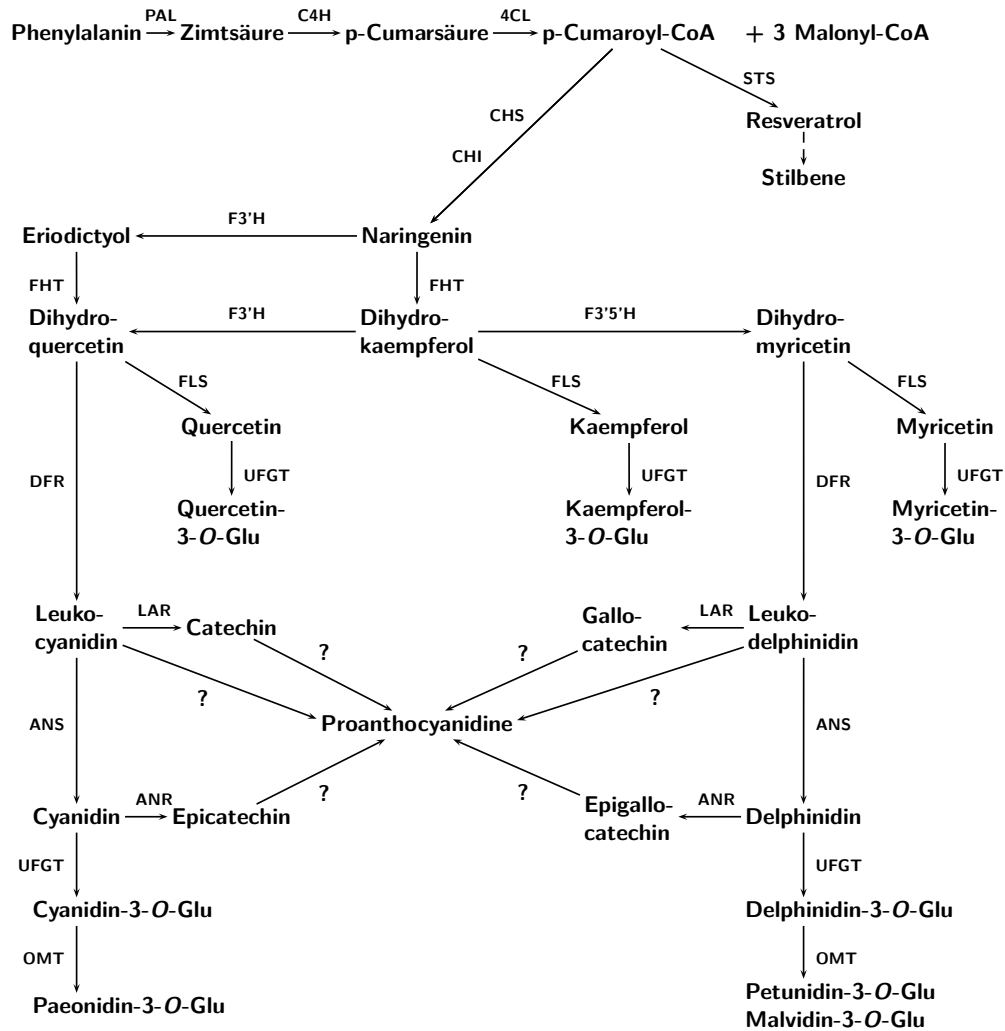 PAL C4H 4CL
Phenylalanin Zimtsäure p-Cumarsäure p-Cumaroyl-CoA + 3 Malonyl-CoA
STS
CHS
Resveratrol
CHI
Stilbene
F3'H
Eriodictyol Naringenin
FHT FHT
Dihydro- F3'H Dihydro- F3'5'H Dihydro-
quercetin kaempferol myricetin
FLS FLS FLS
Quercetin Kaempferol Myricetin
DFR UFGT UFGT DFR UFGT
Quercetin- Kaempferol- Myricetin-
3-O-Glu 3-O-Glu 3-O-Glu
Leuko- LAR Gallo- LAR Leuko-
cyanidin Catechin catechin delphinidin
? ?
? ?
ANS Proanthocyanidine ANS
? ?
ANR Epigallo- ANR
Cyanidin Epicatechin catechin Delphinidin
UFGT UFGT
Cyanidin-3-O-Glu Delphinidin-3-O-Glu
OMT OMT
Paeonidin-3-O-Glu Petunidin-3-O-Glu
Malvidin-3-O-Glu